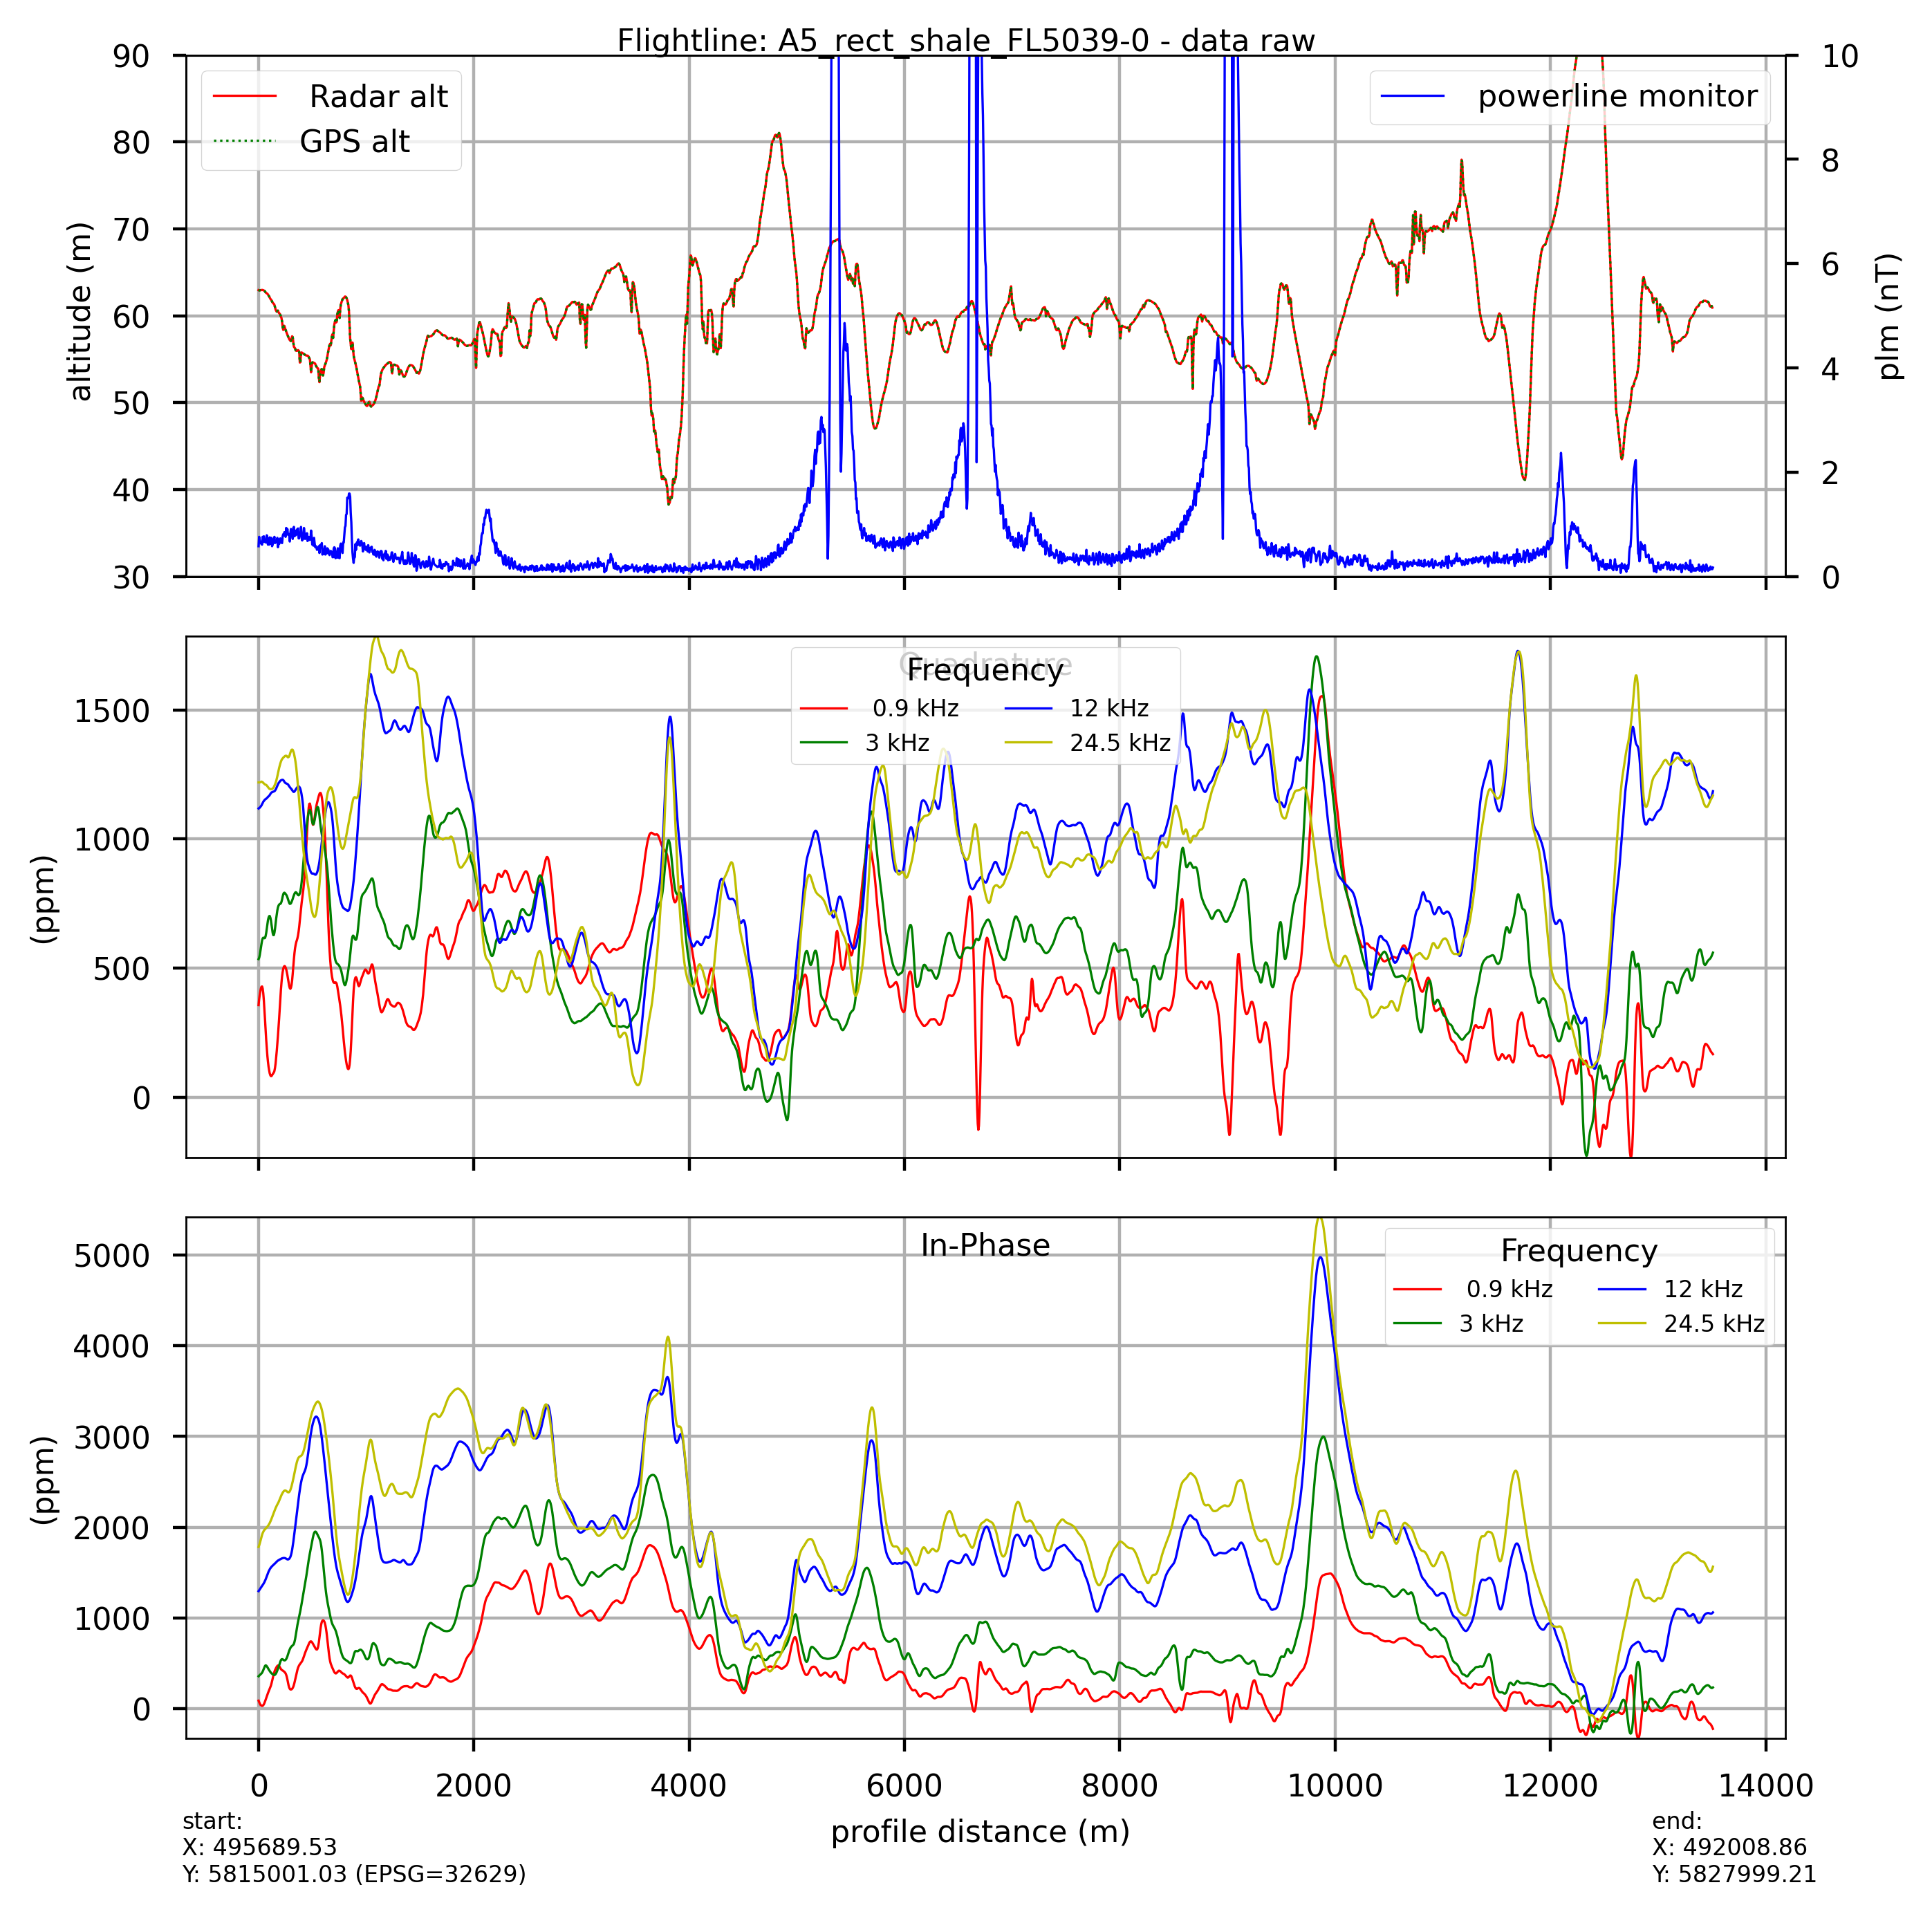 Flightline: A5_rect_shale_FL5039-0 - data raw
90
80
70
60
50
40
30
altitude (m)
Radar alt
GPS alt
powerline monitor
10
8
6
4
2
0
plm (nT)
Quadrature
Frequency
0.9 kHz
3 kHz
12 kHz
24.5 kHz
1500
1000
500
0
(ppm)
In-Phase
Frequency
0.9 kHz
3 kHz
12 kHz
24.5 kHz
5000
4000
3000
2000
1000
0
(ppm)
0 2000 4000 6000 8000 10000 12000 14000
profile distance (m)
start:
X: 495689.53
Y: 5815001.03 (EPSG=32629)
end:
X: 492008.86
Y: 5827999.21